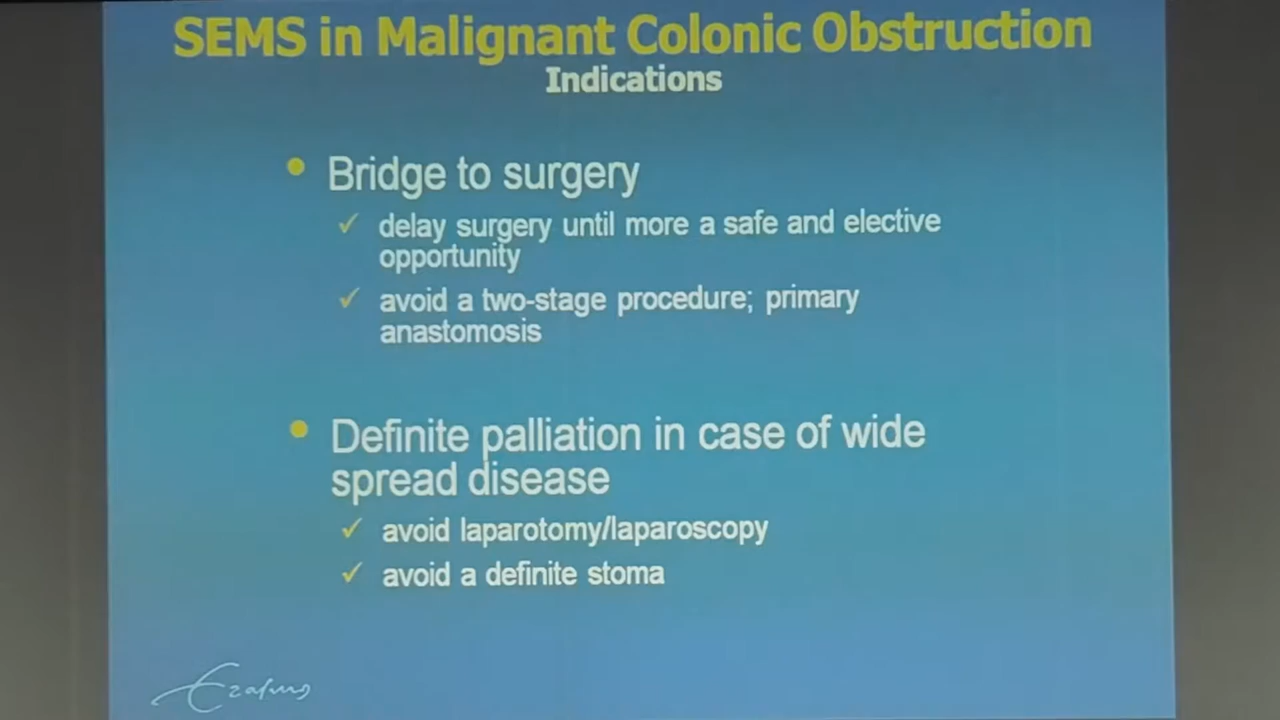 SEMS in Malignant Colonic Obstruction
Indications
• Bridge to surgery
✓ delay surgery until more a safe and elective
opportunity
✓ avoid a two-stage procedure; primary
anastomosis
• Definite palliation in case of wide
spread disease
✓ avoid laparotomy/laparoscopy
✓ avoid a definite stoma
Erasmus